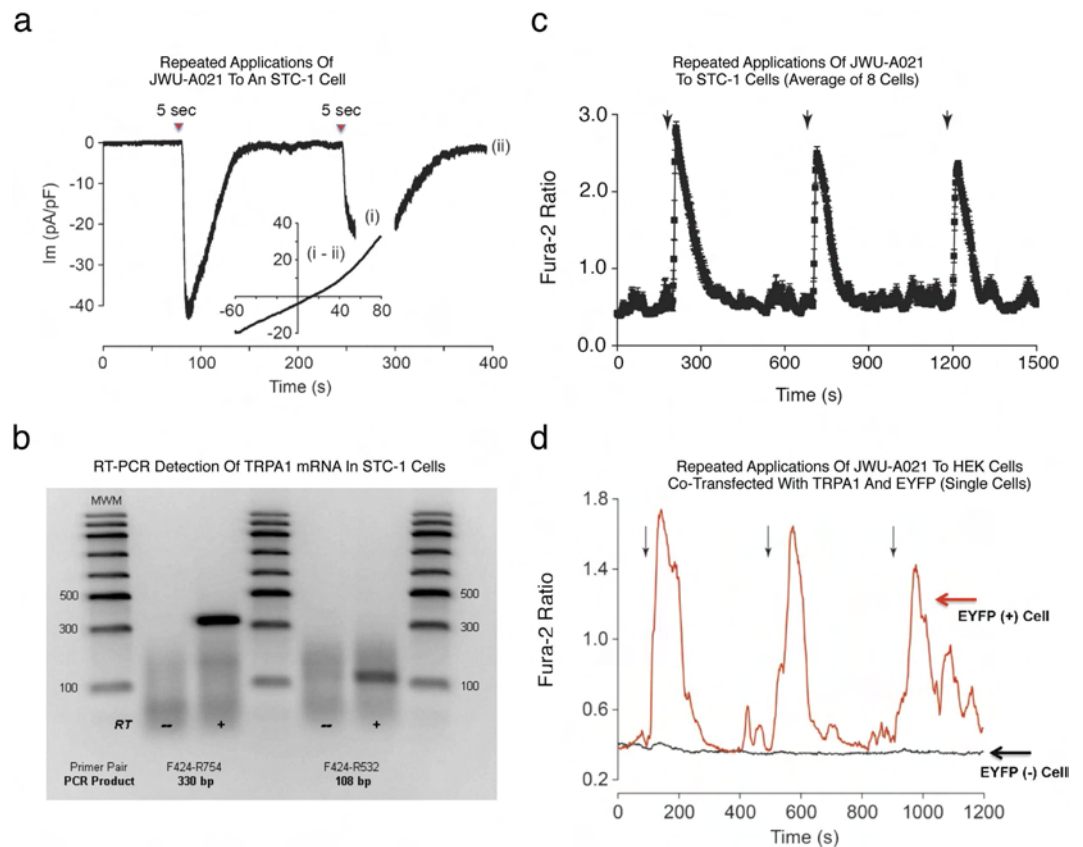 a
Repeated Applications Of
JWU-A021 To An STC-1 Cell
5 sec
5 sec
0
-10
-20
-30
-40
Im (pA/pF)
(i)
(ii)
(i - ii)
40
20
-20
-60
40
80
0
100
200
300
400
Time (s)
b
RT-PCR Detection Of TRPA1 mRNA In STC-1 Cells
MWM
500
300
100
500
300
100
RT
--
+
--
+
Primer Pair F424-R754 F424-R532
PCR Product 330 bp 108 bp
c
Repeated Applications Of JWU-A021
To STC-1 Cells (Average of 8 Cells)
3.0
2.0
1.0
0.0
Fura-2 Ratio
0
300
600
900
1200
1500
Time (s)
d
Repeated Applications Of JWU-A021 To HEK Cells
Co-Transfected With TRPA1 And EYFP (Single Cells)
1.8
1.4
1.0
0.6
0.2
Fura-2 Ratio
EYFP (+) Cell
EYFP (-) Cell
0
200
400
600
800
1000
1200
Time (s)